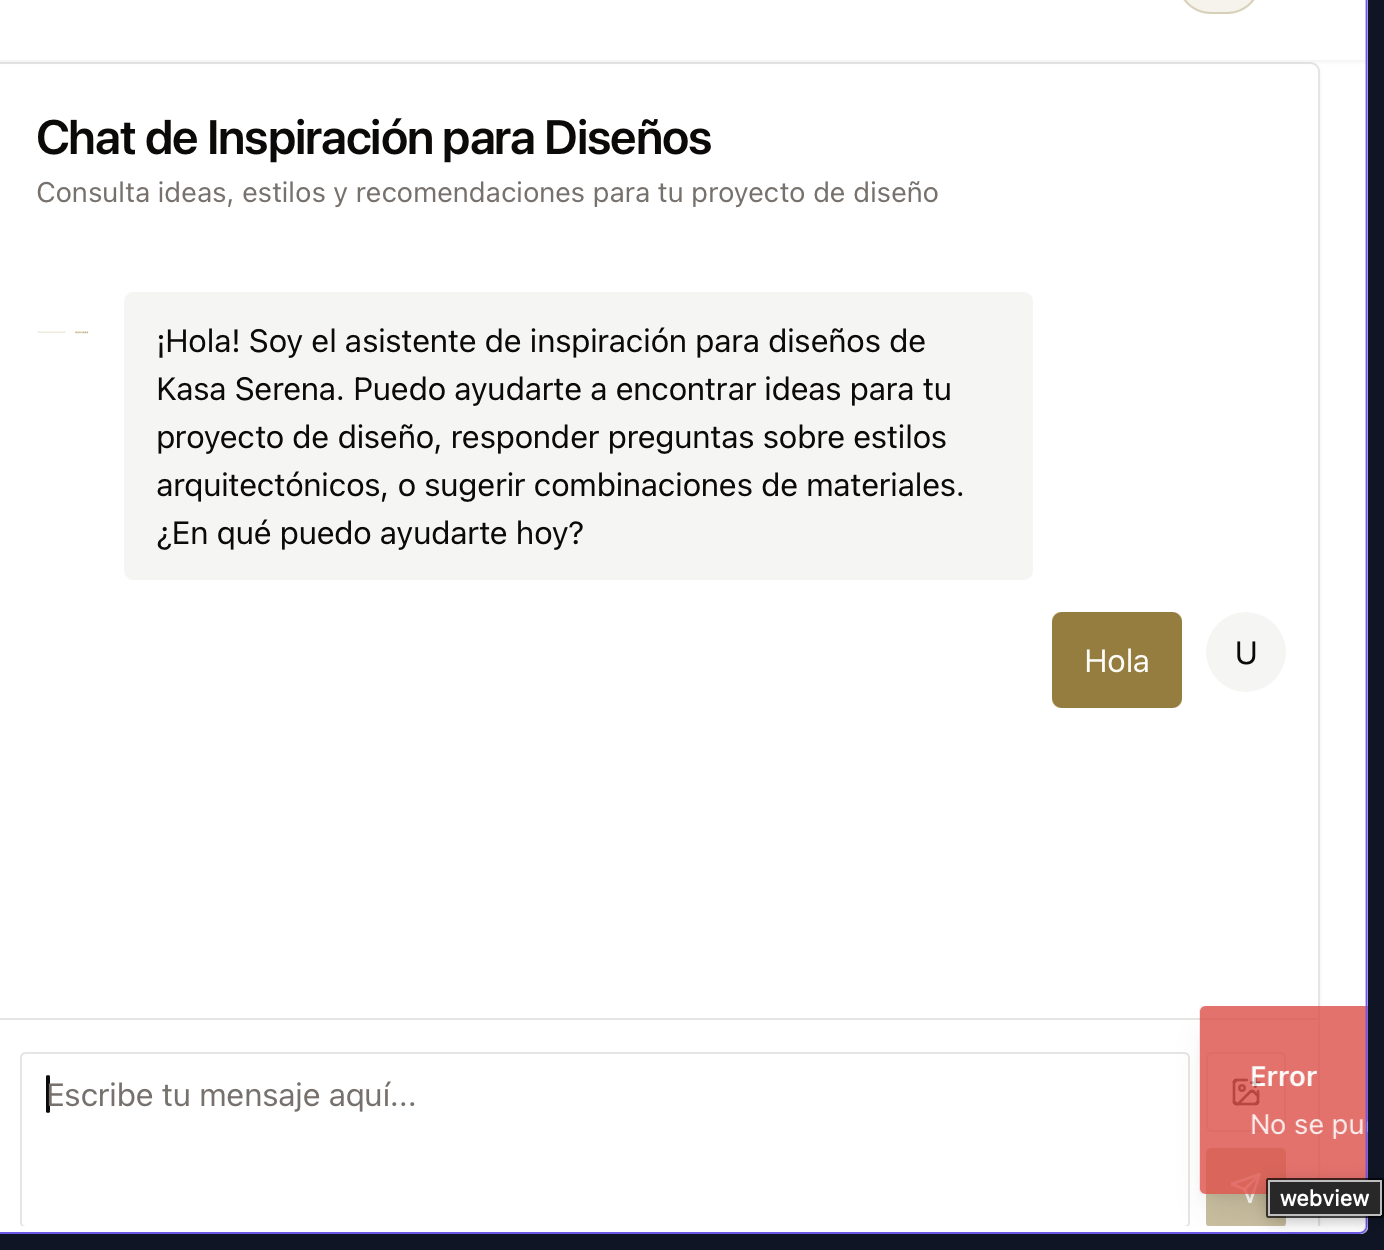 Chat de Inspiración para Diseños
Consulta ideas, estilos y recomendaciones para tu proyecto de diseño
¡Hola! Soy el asistente de inspiración para diseños de
Kasa Serena. Puedo ayudarte a encontrar ideas para tu
proyecto de diseño, responder preguntas sobre estilos
arquitectónicos, o sugerir combinaciones de materiales.
¿En qué puedo ayudarte hoy?
Hola
U
Escribe tu mensaje aquí...
Error
No se pu
webview